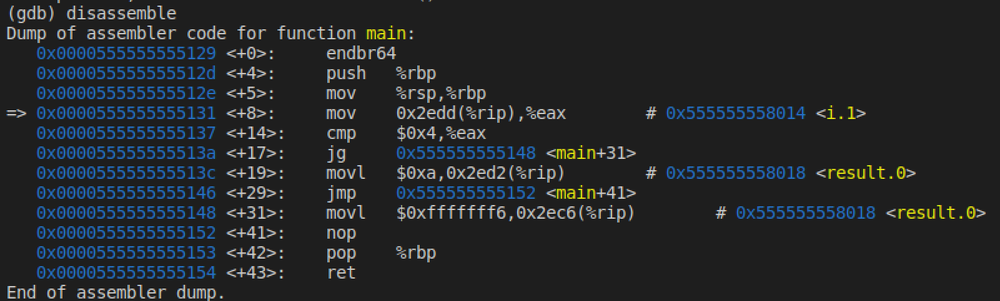 (gdb) disassemble
Dump of assembler code for function main:
   0x0000555555555129 <+0>:     endbr64
   0x000055555555512d <+4>:     push   %rbp
   0x000055555555512e <+5>:     mov    %rsp,%rbp
=> 0x0000555555555131 <+8>:     mov    0x2edd(%rip),%eax        # 0x555555558014 <i.1>
   0x0000555555555137 <+14>:    cmp    $0x4,%eax
   0x000055555555513a <+17>:    jg     0x555555555148 <main+31>
   0x000055555555513c <+19>:    movl   $0xa,0x2ed2(%rip)        # 0x555555558018 <result.0>
   0x0000555555555146 <+29>:    jmp    0x555555555152 <main+41>
   0x0000555555555148 <+31>:    movl   $0xfffffff6,0x2ec6(%rip)        # 0x555555558018 <result.0>
   0x0000555555555152 <+41>:    nop
   0x0000555555555153 <+42>:    pop    %rbp
   0x0000555555555154 <+43>:    ret
End of assembler dump.